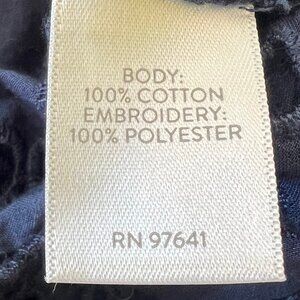 BODY:
100% COTTON
EMBROIDERY:
100% POLYESTER
RN 97641